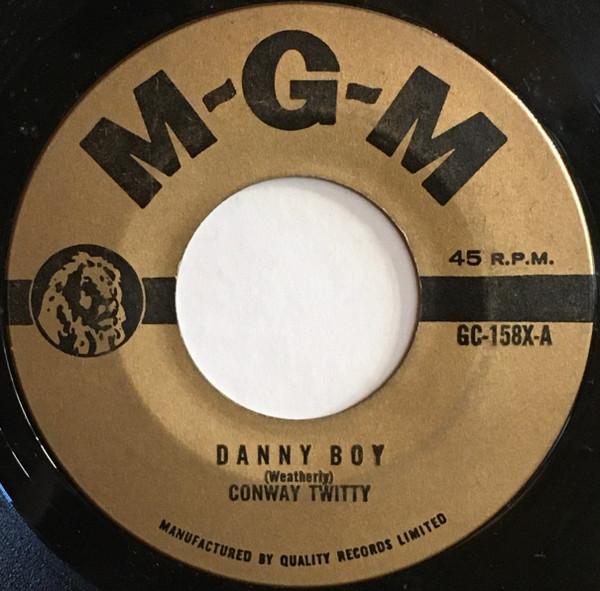 M-G-M
45 R.P.M.
GC-158X-A
DANNY BOY
(Weatherly)
CONWAY TWITTY
MANUFACTURED BY QUALITY RECORDS LIMITED